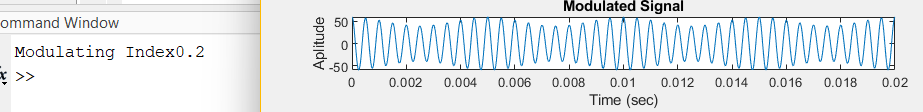 ommand Window
Modulating Index0.2
>>
Modulated Signal
Aplitude
50
0
-50
0 0.002 0.004 0.006 0.008 0.01 0.012 0.014 0.016 0.018 0.02
Time (sec)